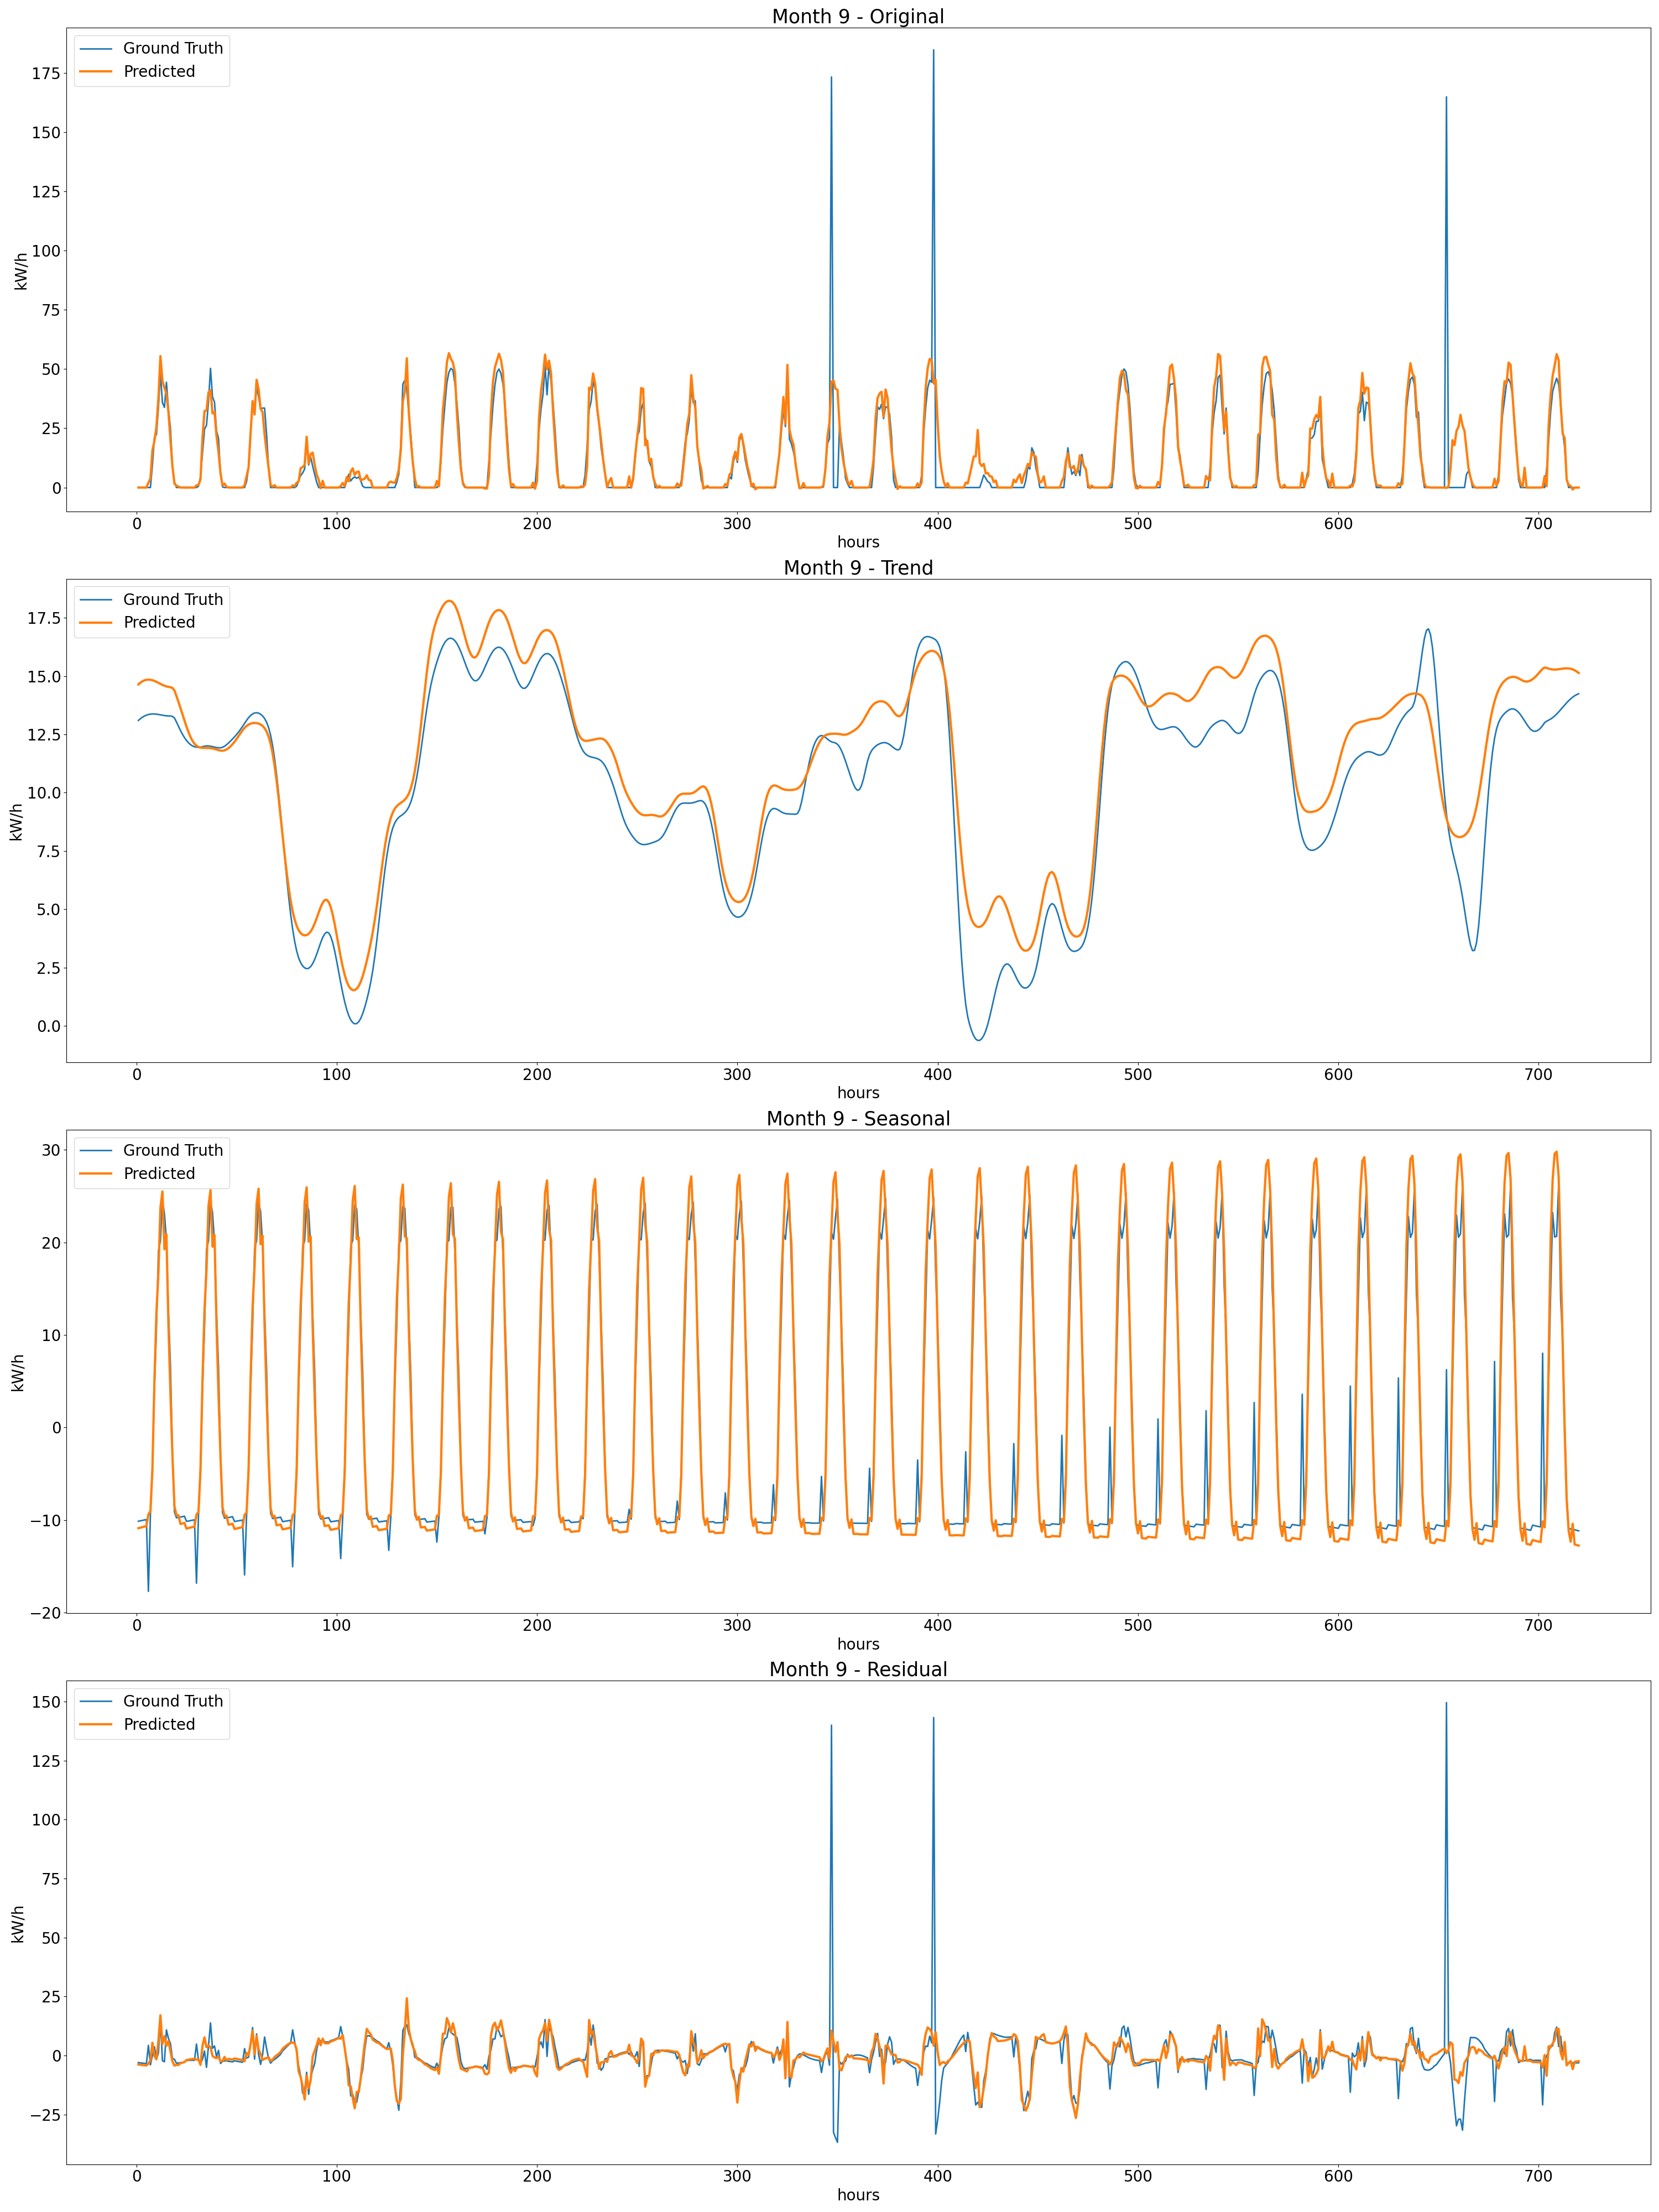 Month 9 - Original
Ground Truth
Predicted
175
150
125
100
75
50
25
0
kW/h
0 100 200 300 400 500 600 700
hours
Month 9 - Trend
Ground Truth
Predicted
17.5
15.0
12.5
10.0
7.5
5.0
2.5
0.0
kW/h
0 100 200 300 400 500 600 700
hours
Month 9 - Seasonal
Ground Truth
Predicted
30
20
10
0
−10
−20
kW/h
0 100 200 300 400 500 600 700
hours
Month 9 - Residual
Ground Truth
Predicted
150
125
100
75
50
25
0
−25
kW/h
0 100 200 300 400 500 600 700
hours